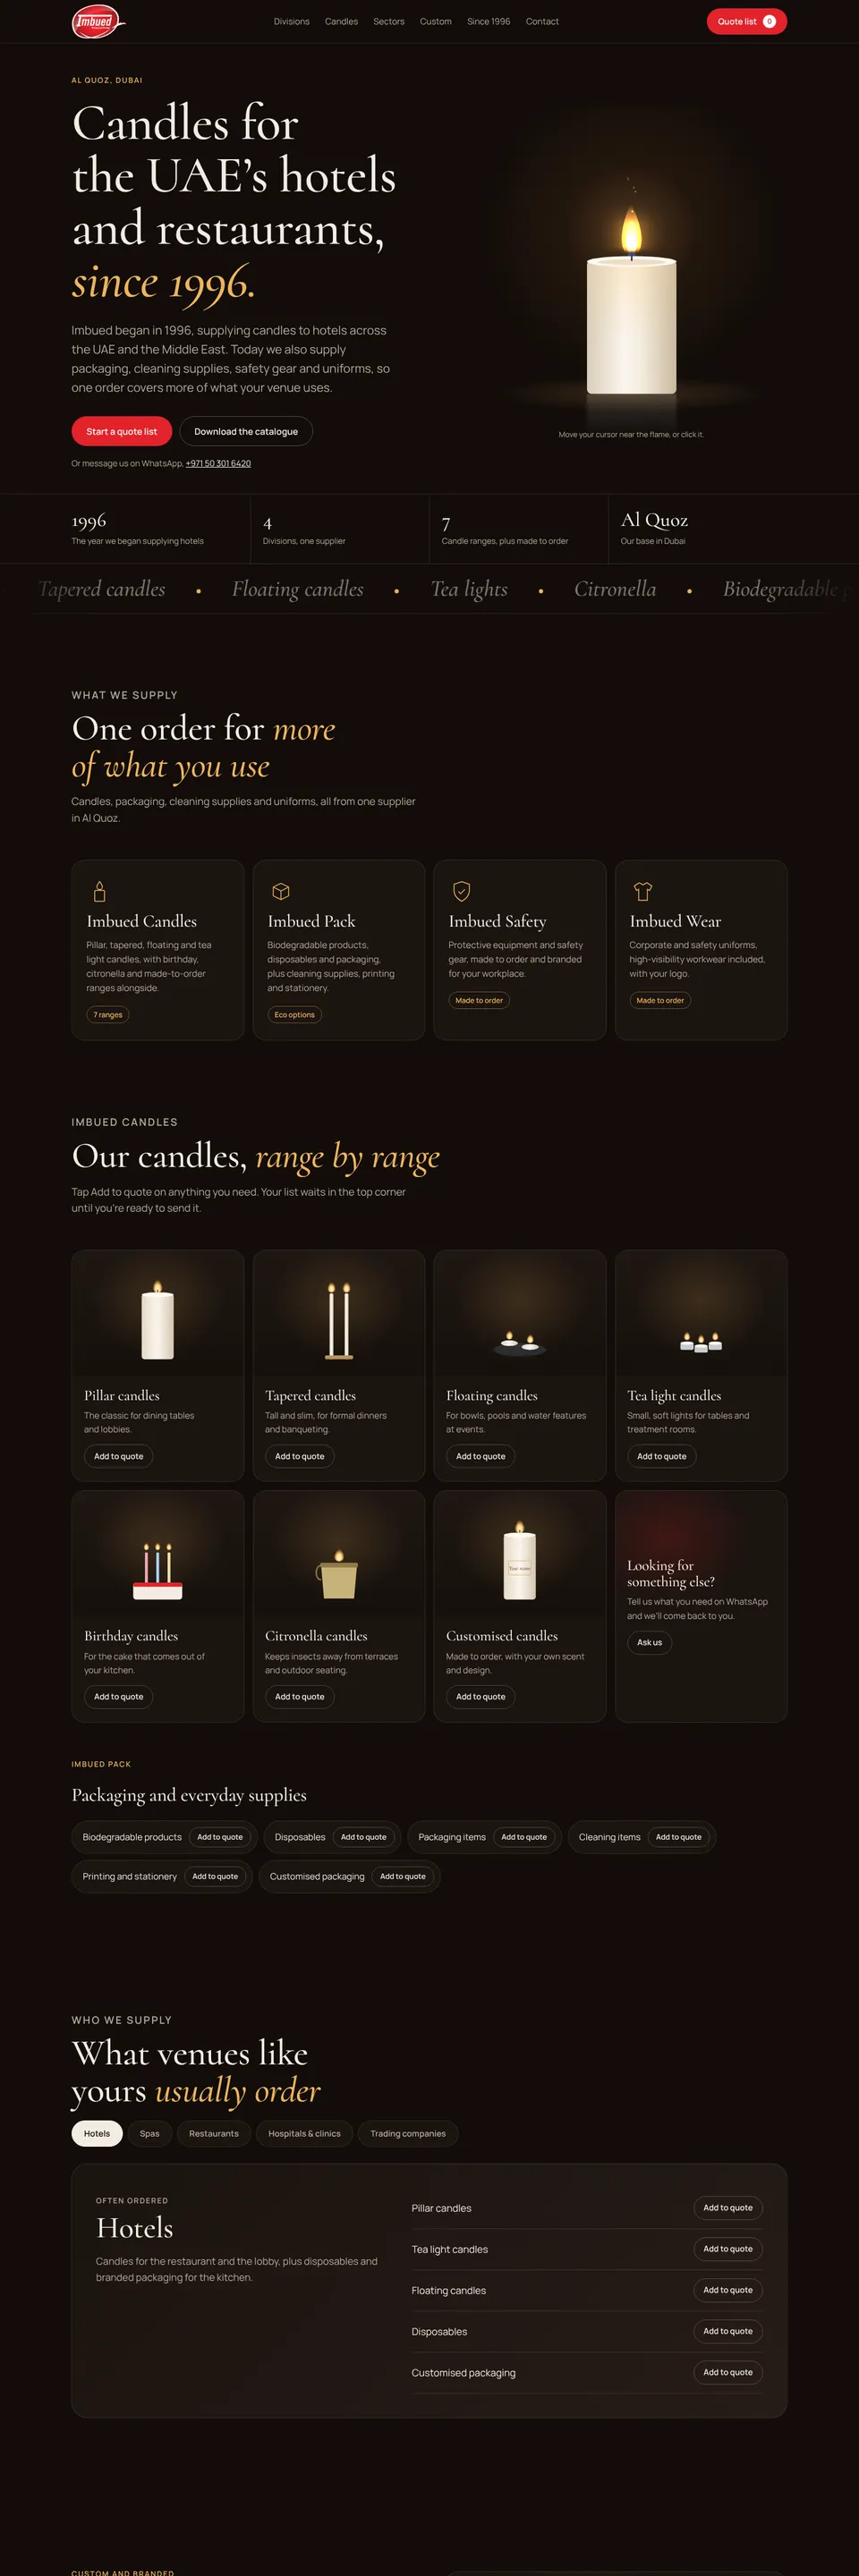 Imbued
Divisions
Candles
Sectors
Custom
Since 1996
Contact
Quote list 0
AL QUOZ, DUBAI
Candles for
the UAE’s hotels
and restaurants,
since 1996.
Imbued began in 1996, supplying candles to hotels across
the UAE and the Middle East. Today we also supply
packaging, cleaning supplies, safety gear and uniforms, so
one order covers more of what your venue uses.
Start a quote list
Download the catalogue
Or message us on WhatsApp, +971 50 301 6420
Move your cursor near the flame, or click it.
1996
The year we began supplying hotels
4
Divisions, one supplier
7
Candle ranges, plus made to order
Al Quoz
Our base in Dubai
Tapered candles • Floating candles • Tea lights • Citronella • Biodegradable
WHAT WE SUPPLY
One order for more
of what you use
Candles, packaging, cleaning supplies and uniforms, all from one supplier
in Al Quoz.
Imbued Candles
Pillar, tapered, floating and tea
light candles, with birthday,
citronella and made-to-order
ranges alongside.
7 ranges
Imbued Pack
Biodegradable products,
disposables and packaging,
plus cleaning supplies, printing
and stationery.
Eco options
Imbued Safety
Protective equipment and safety
gear, made to order and branded
for your workplace.
Made to order
Imbued Wear
Corporate and safety uniforms,
high-visibility workwear included,
with your logo.
Made to order
IMBUED CANDLES
Our candles, range by range
Tap Add to quote on anything you need. Your list waits in the top corner
until you’re ready to send it.
Pillar candles
The classic for dining tables
and lobbies.
Add to quote
Tapered candles
Tall and slim, for formal dinners
and banqueting.
Add to quote
Floating candles
For bowls, pools and water features
at events.
Add to quote
Tea light candles
Small, soft lights for tables and
treatment rooms.
Add to quote
Birthday candles
For the cake that comes out of
your kitchen.
Add to quote
Citronella candles
Keeps insects away from terraces
and outdoor seating.
Add to quote
Your name
Customised candles
Made to order, with your own scent
and design.
Add to quote
Looking for
something else?
Tell us what you need on WhatsApp
and we’ll come back to you.
Ask us
IMBUED PACK
Packaging and everyday supplies
Biodegradable products Add to quote
Disposables Add to quote
Packaging items Add to quote
Cleaning items Add to quote
Printing and stationery Add to quote
Customised packaging Add to quote
WHO WE SUPPLY
What venues like
yours usually order
Hotels
Spas
Restaurants
Hospitals & clinics
Trading companies
OFTEN ORDERED
Hotels
Candles for the restaurant and the lobby, plus disposables and
branded packaging for the kitchen.
Pillar candles Add to quote
Tea light candles Add to quote
Floating candles Add to quote
Disposables Add to quote
Customised packaging Add to quote
CUSTOM AND BRANDED